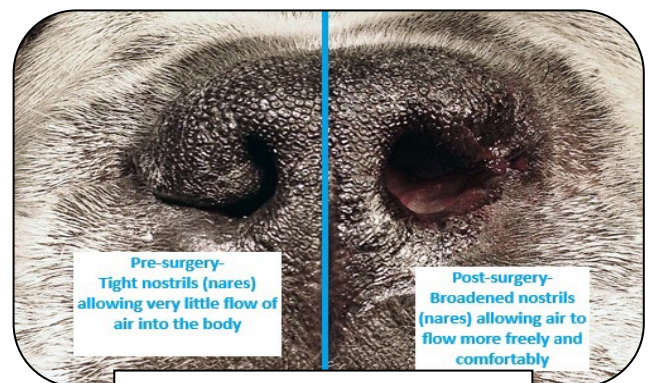 Pre-surgery-
Tight nostrils (nares)
allowing very little flow of
air into the body
Post-surgery-
Broadened nostrils
(nares) allowing air to
flow more freely and
comfortably